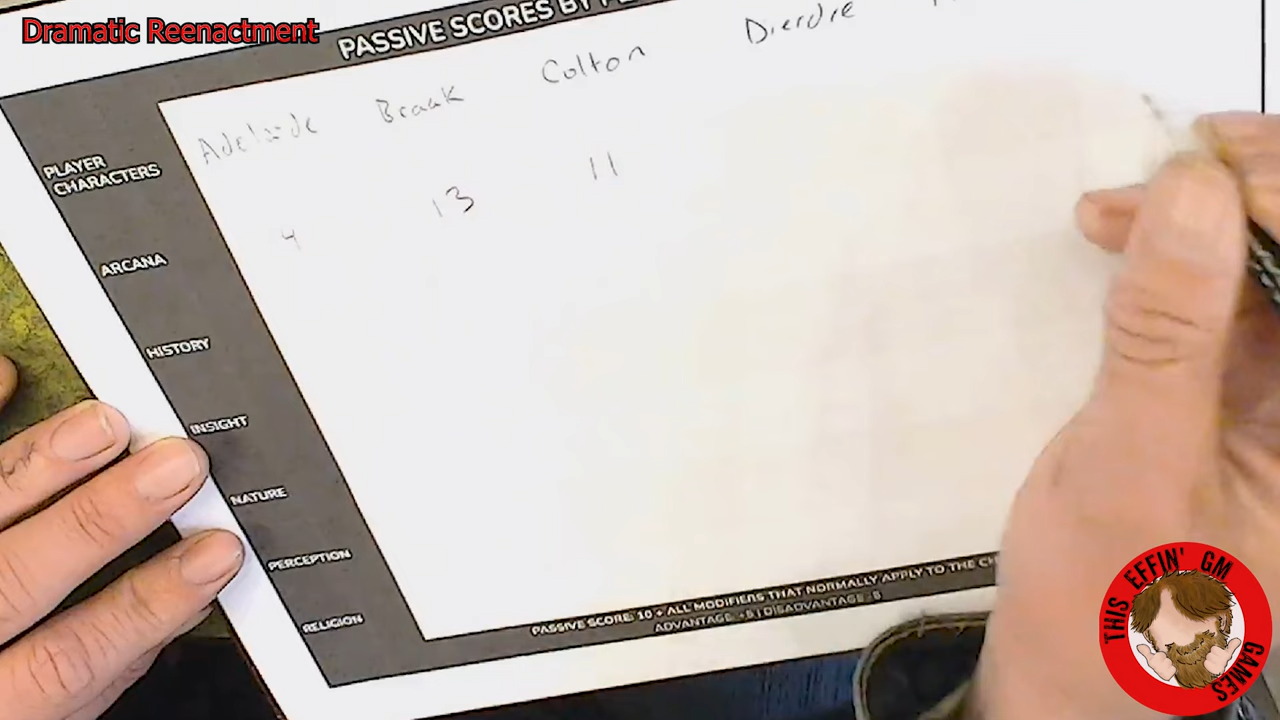 Dramatic Reenactment
PASSIVE SCORES BY
PLAYER CHARACTERS
Adelaide Braak Colton Dierdre
ARCANA
4 13 11
HISTORY
INSIGHT
NATURE
PERCEPTION
RELIGION
PASSIVE SCORE: 10 + ALL MODIFIERS THAT NORMALLY APPLY TO THE
ADVANTAGE +5 | DISADVANTAGE -5
THIS EFFIN' GM GAMES